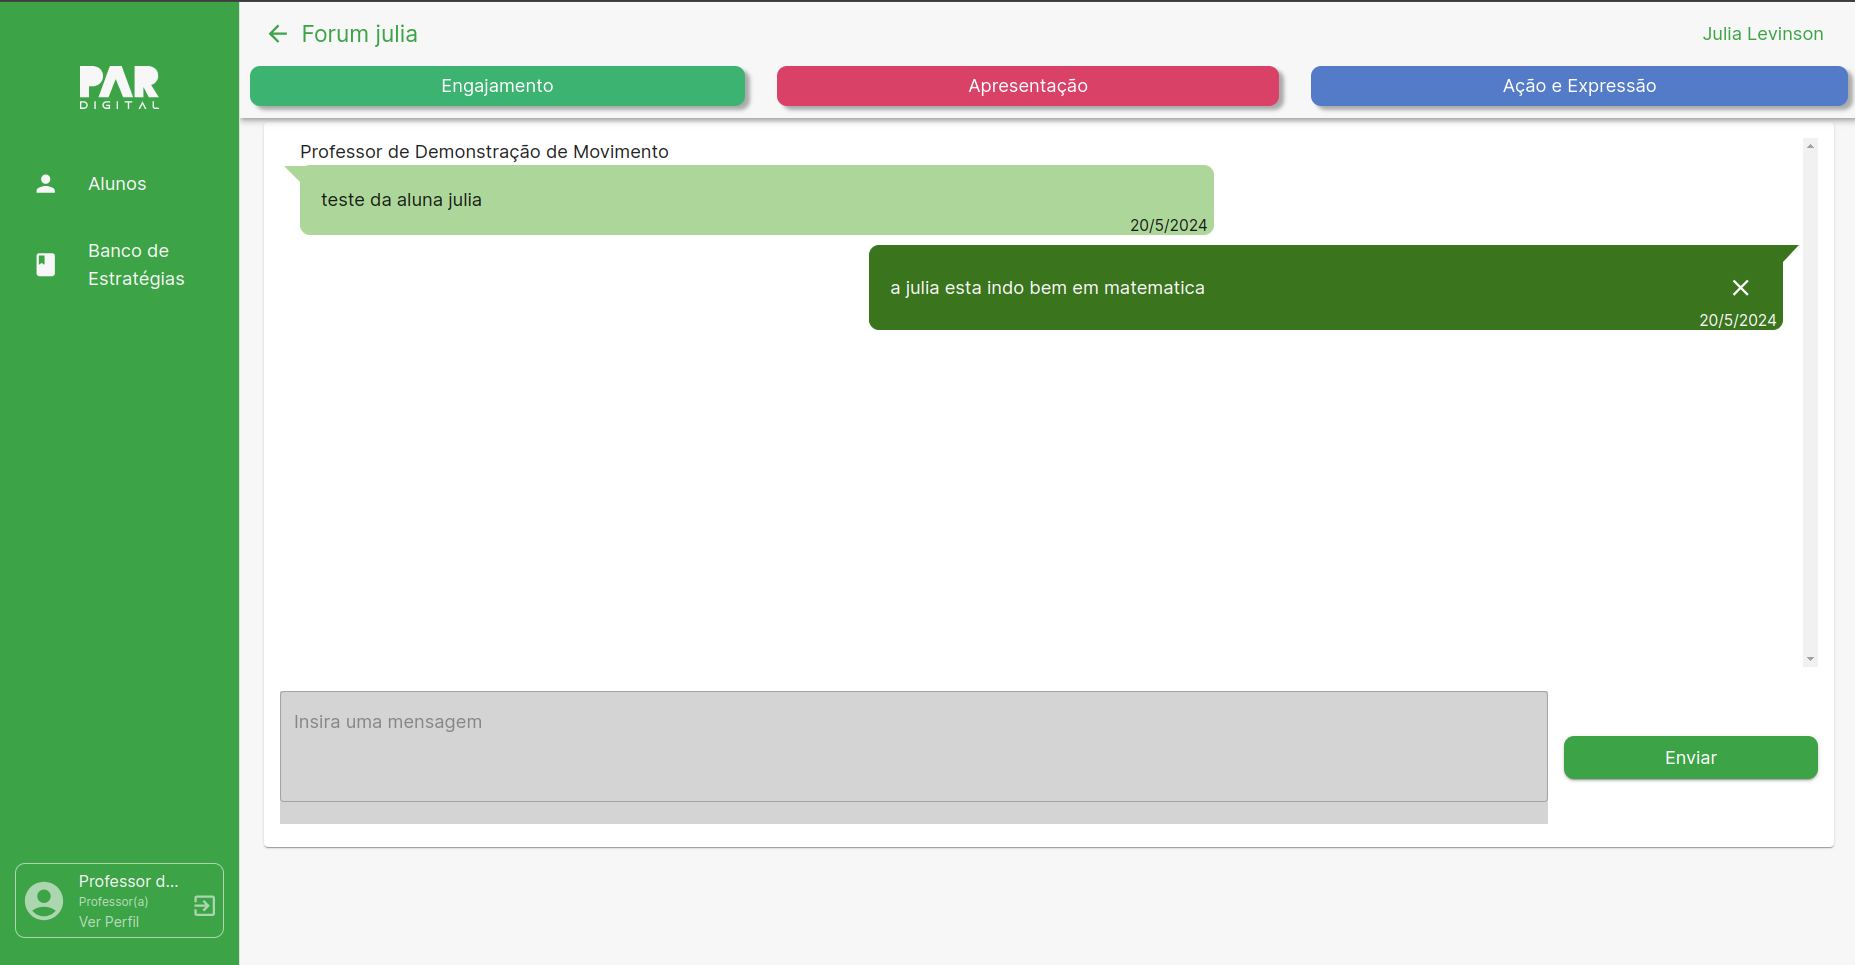 Forum julia
Julia Levinson
Engajamento
Apresentação
Ação e Expressão
PAR
DIGITAL
Alunos
Banco de
Estratégias
Professor de Demonstração de Movimento
teste da aluna julia
20/5/2024
a julia esta indo bem em matematica
20/5/2024
Insira uma mensagem
Enviar
Professor d...
Professor(a)
Ver Perfil